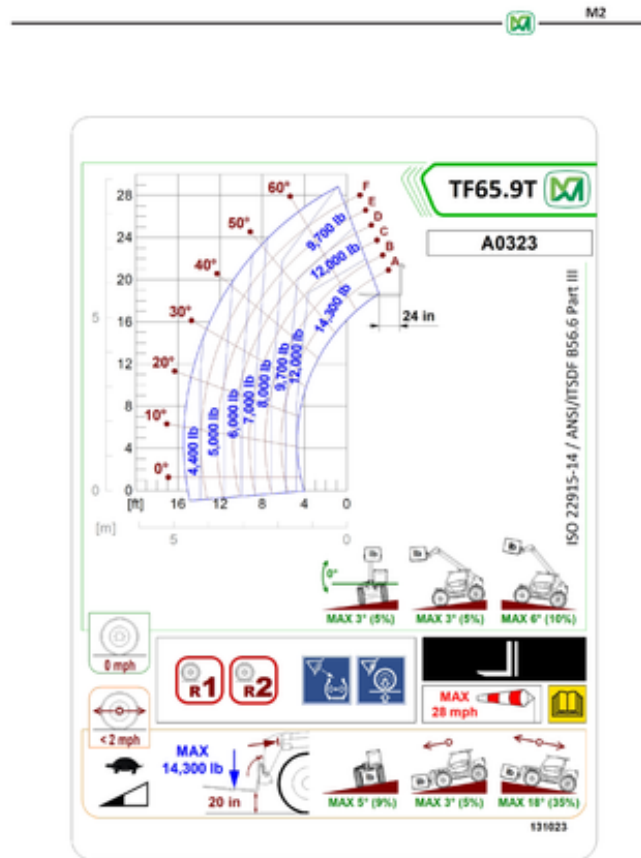 M2
TF65.9T
A0323
ISO 22915-14 / ANSI/ITSDF B56.6 Part III
60°
50°
40°
30°
20°
10°
0°
F
E
D
C
B
A
28
24
20
16
12
8
4
0
5
0
9,700 lb
12,000 lb
14,300 lb
4,400 lb
5,000 lb
6,000 lb
7,000 lb
8,000 lb
9,700 lb
12,000 lb
24 in
[ft] 16 12 8 4 0
[m] 5 0
0°
MAX 3° (5%) MAX 3° (5%) MAX 6° (10%)
0 mph
R1 R2
MAX
28 mph
< 2 mph
MAX
14,300 lb
20 in
MAX 5° (9%) MAX 3° (5%) MAX 18° (35%)
131023